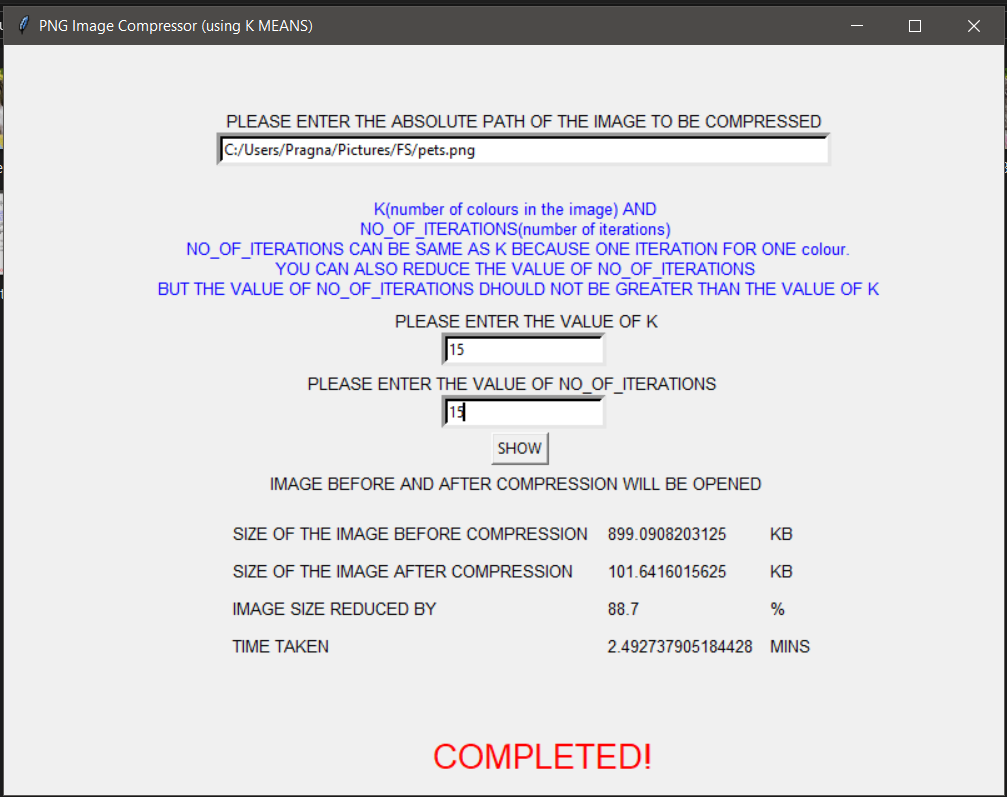 PNG Image Compressor (using K MEANS)
PLEASE ENTER THE ABSOLUTE PATH OF THE IMAGE TO BE COMPRESSED
C:/Users/Pragna/Pictures/FS/pets.png
K(number of colours in the image) AND
NO_OF_ITERATIONS(number of iterations)
NO_OF_ITERATIONS CAN BE SAME AS K BECAUSE ONE ITERATION FOR ONE colour.
YOU CAN ALSO REDUCE THE VALUE OF NO_OF_ITERATIONS
BUT THE VALUE OF NO_OF_ITERATIONS DHOULD NOT BE GREATER THAN THE VALUE OF K
PLEASE ENTER THE VALUE OF K
15
PLEASE ENTER THE VALUE OF NO_OF_ITERATIONS
15
SHOW
IMAGE BEFORE AND AFTER COMPRESSION WILL BE OPENED
SIZE OF THE IMAGE BEFORE COMPRESSION 899.0908203125 KB
SIZE OF THE IMAGE AFTER COMPRESSION 101.6416015625 KB
IMAGE SIZE REDUCED BY 88.7 %
TIME TAKEN 2.492737905184428 MINS
COMPLETED!